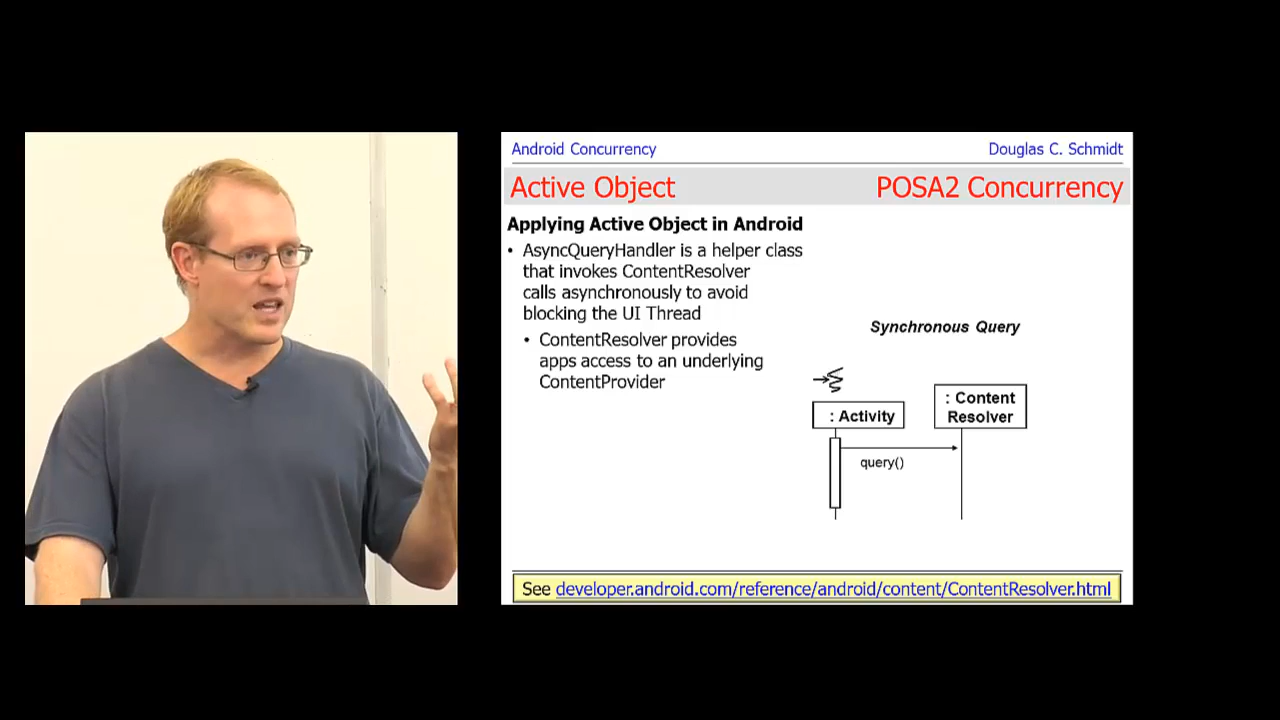 Android Concurrency
Douglas C. Schmidt
Active Object
POSA2 Concurrency
Applying Active Object in Android
• AsyncQueryHandler is a helper class
that invokes ContentResolver
calls asynchronously to avoid
blocking the UI Thread
• ContentResolver provides
apps access to an underlying
ContentProvider
Synchronous Query
: Activity
: Content
Resolver
query()
See developer.android.com/reference/android/content/ContentResolver.html